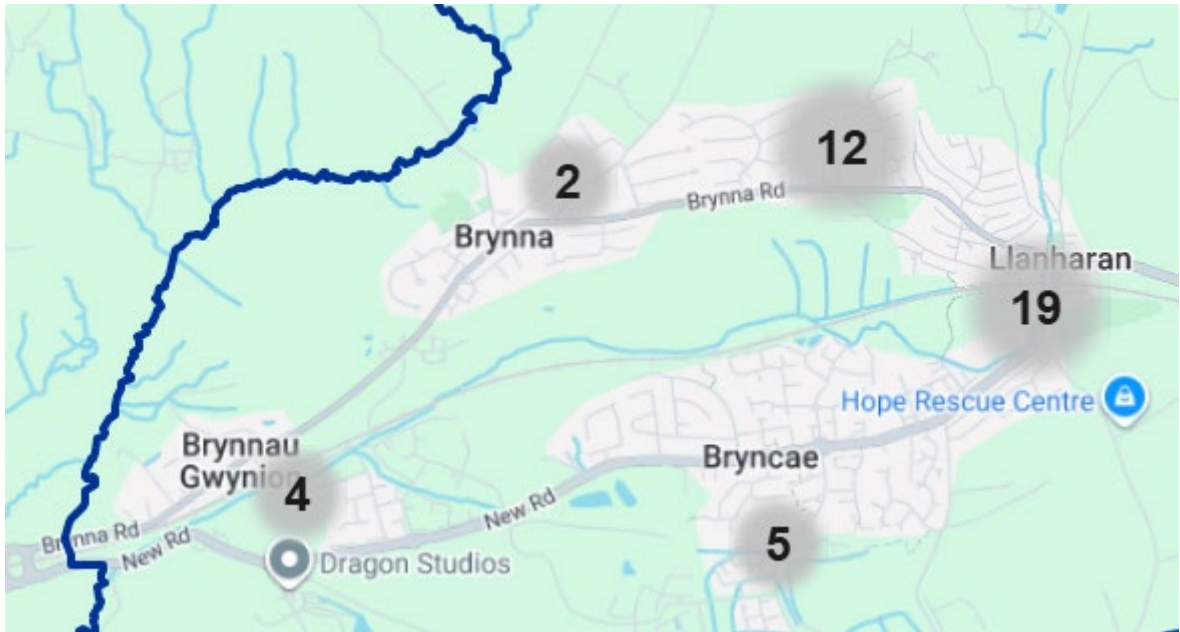 12
2
Brynna Rd
Brynna
Llanharan
19
Hope Rescue Centre
Brynnau
Gwynion
Bryncae
4
New Rd
Brynna Rd
New Rd
5
Dragon Studios